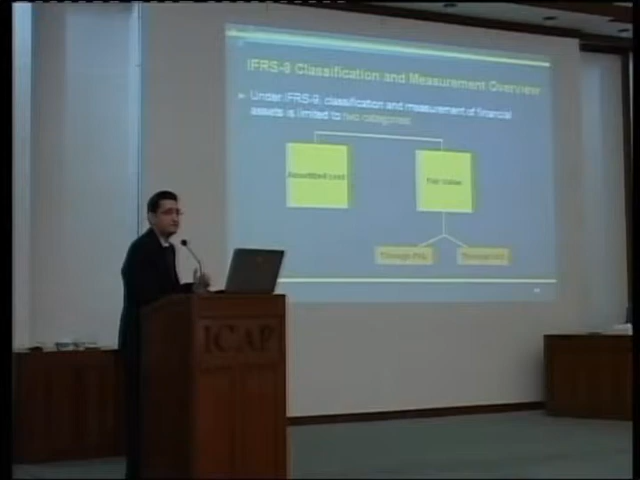 IFRS-9 Classification and Measurement Overview
Under IFRS-9, classification and measurement of financial
assets is limited to two categories:
Amortized cost
Fair value
Through P&L
Through OCI
ICAP